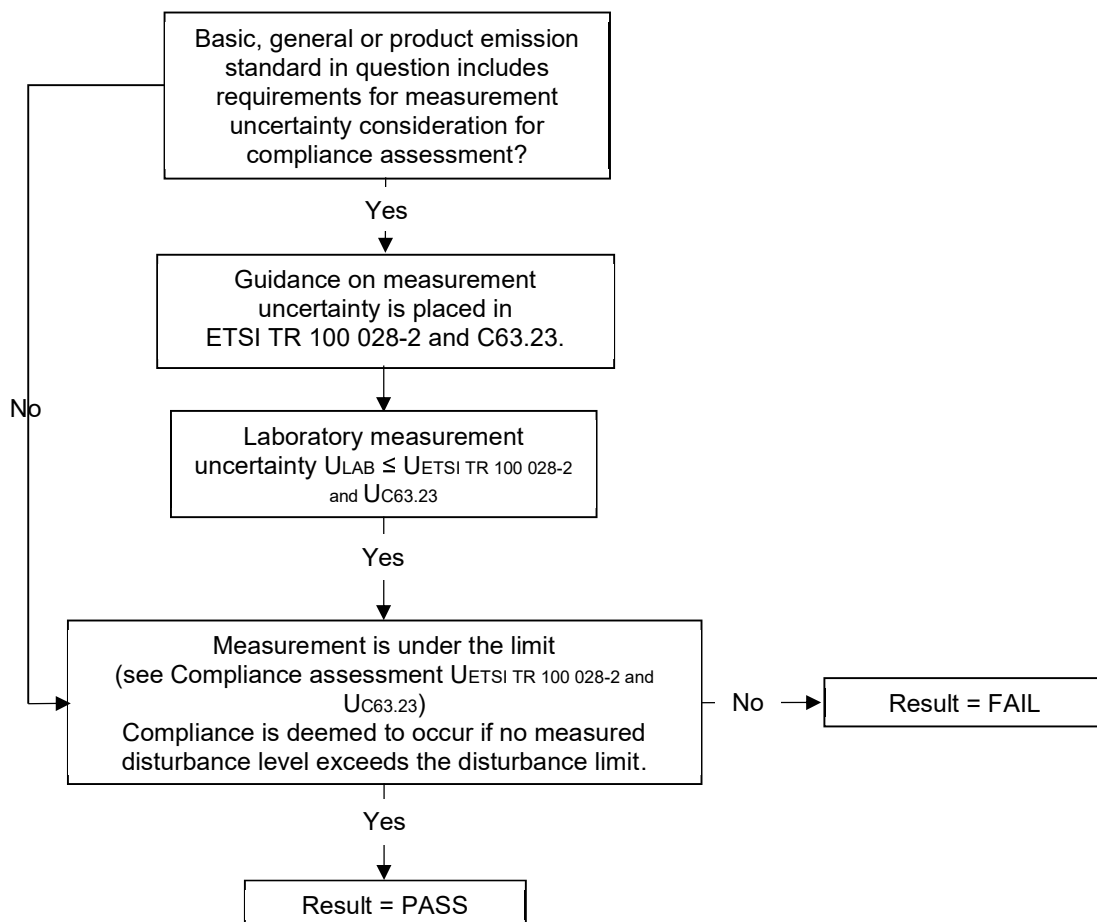 Basic, general or product emission
standard in question includes
requirements for measurement
uncertainty consideration for
compliance assessment?
Yes
Guidance on measurement
uncertainty is placed in
ETSI TR 100 028-2 and C63.23.
No
Laboratory measurement
uncertainty ULAB ≤ UETSI TR 100 028-2
and UC63.23
Yes
Measurement is under the limit
(see Compliance assessment UETSI TR 100 028-2 and
UC63.23)
Compliance is deemed to occur if no measured
disturbance level exceeds the disturbance limit.
No
Result = FAIL
Yes
Result = PASS